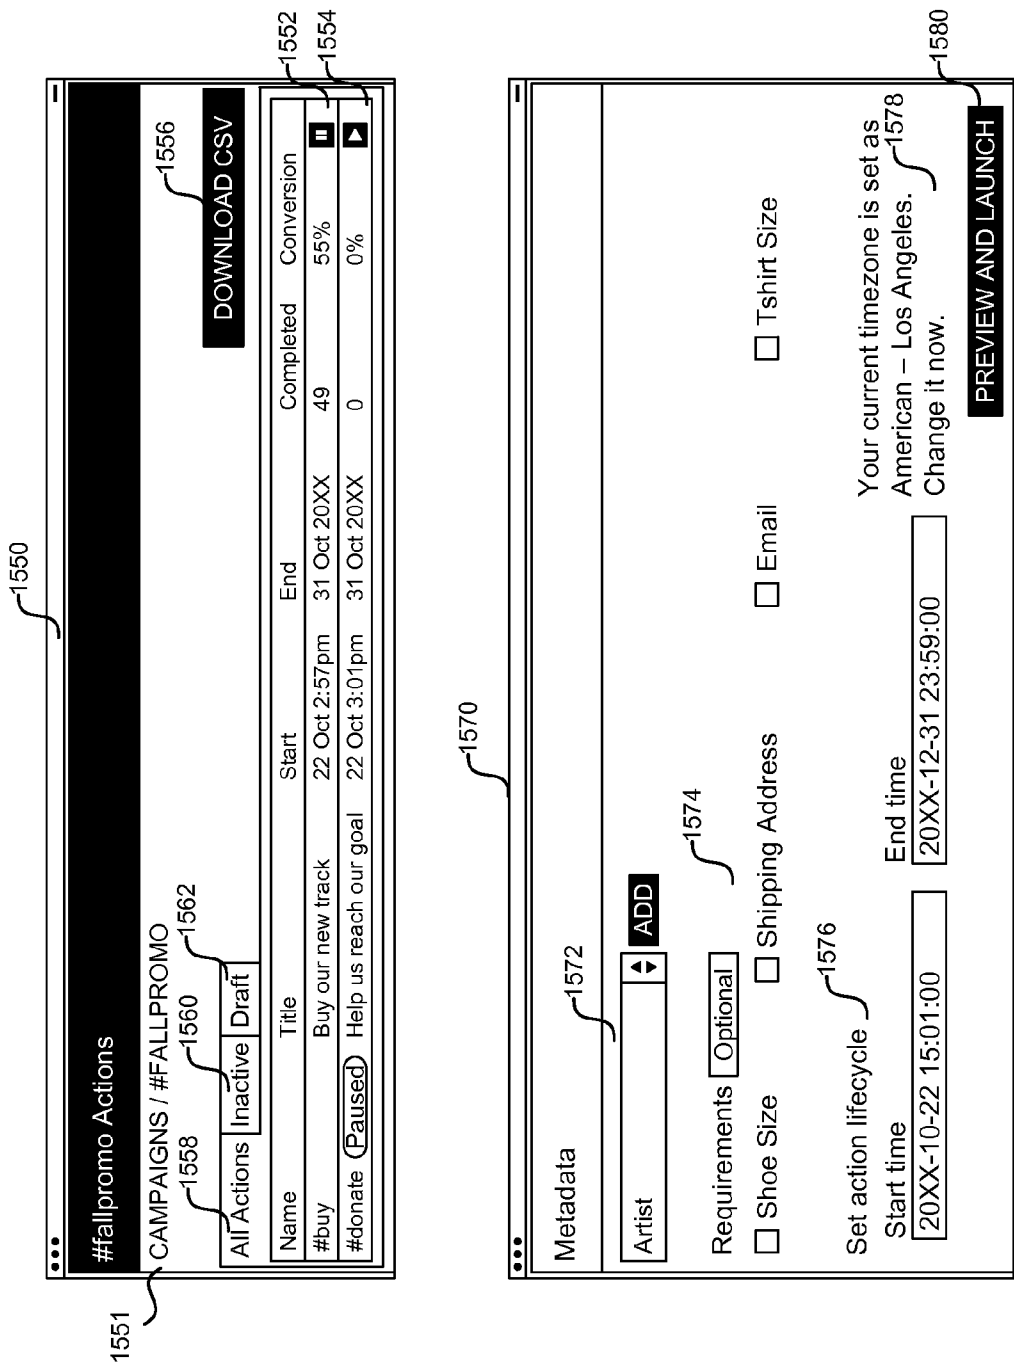 1550
#fallpromo Actions
1551
CAMPAIGNS / #FALLPROMO
1556
DOWNLOAD CSV
1558
1560
1562
All Actions Inactive Draft
1552
1554
Name Title Start End Completed Conversion
#buy Buy our new track 22 Oct 2:57pm 31 Oct 20XX 49 55%
#donate Paused Help us reach our goal 22 Oct 3:01pm 31 Oct 20XX 0 0%
1570
Metadata
1572
Artist ADD
1574
Requirements Optional
Shoe Size Shipping Address Email Tshirt Size
1576
Set action lifecycle
Start time End time
20XX-10-22 15:01:00 20XX-12-31 23:59:00
Your current timezone is set as
American – Los Angeles.
Change it now.
1578
1580
PREVIEW AND LAUNCH